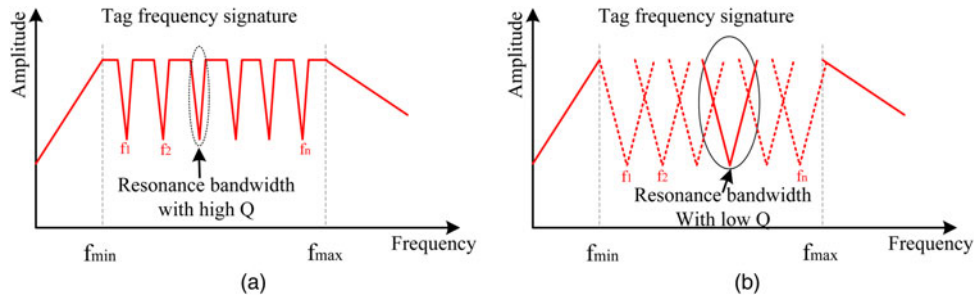 Tag frequency signature
Amplitude
f1
f2
fn
Resonance bandwidth
with high Q
fmin
fmax
Frequency
(a)
Tag frequency signature
Amplitude
f1
f2
fn
Resonance bandwidth
With low Q
fmin
fmax
Frequency
(b)